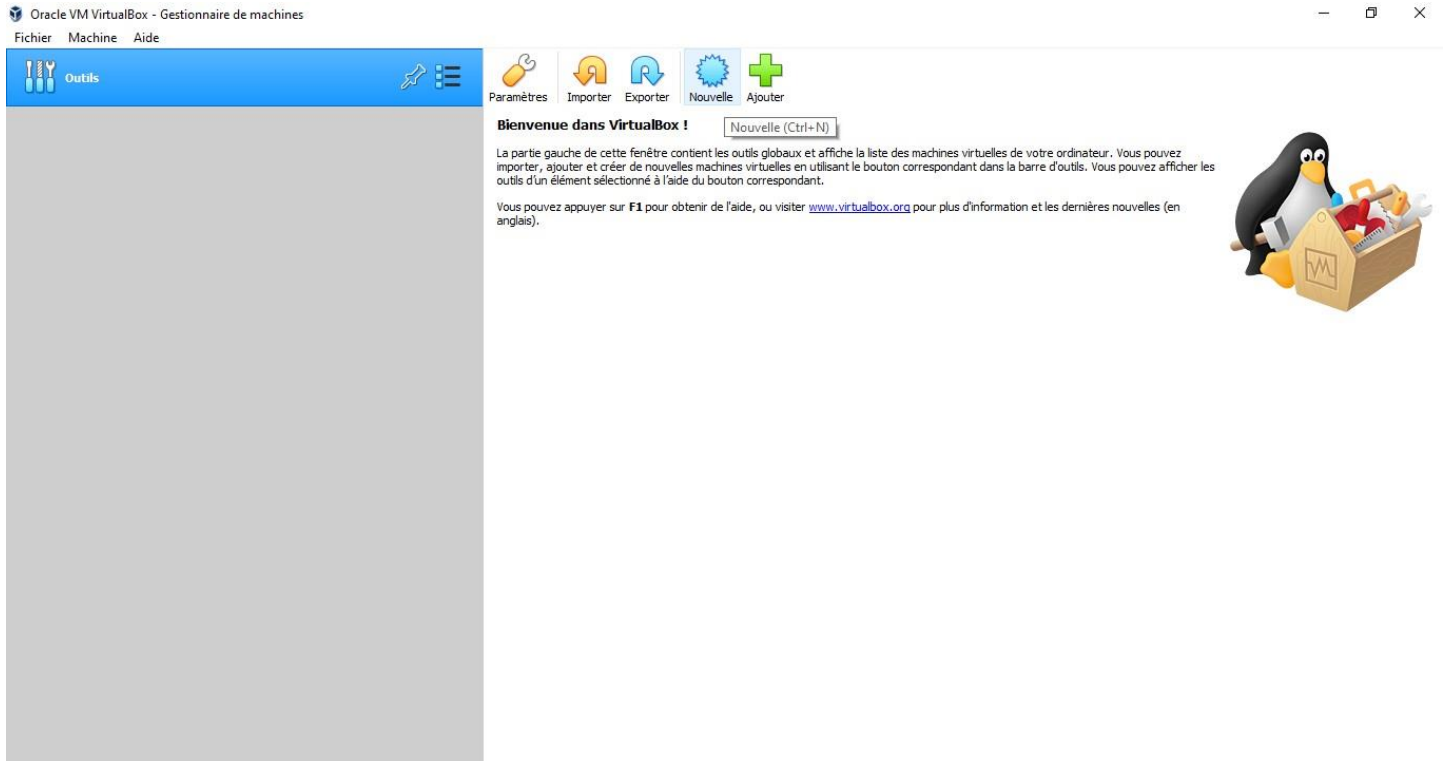 Oracle VM VirtualBox - Gestionnaire de machines
Fichier Machine Aide
Outils
Paramètres Importer Exporter Nouvelle Ajouter
Bienvenue dans VirtualBox !
Nouvelle (Ctrl+N)
La partie gauche de cette fenêtre contient les outils globaux et affiche la liste des machines virtuelles de votre ordinateur. Vous pouvez
importer, ajouter et créer de nouvelles machines virtuelles en utilisant le bouton correspondant dans la barre d'outils. Vous pouvez afficher les
outils d'un élément sélectionné à l'aide du bouton correspondant.
Vous pouvez appuyer sur F1 pour obtenir de l'aide, ou visiter www.virtualbox.org pour plus d'information et les dernières nouvelles (en
anglais).